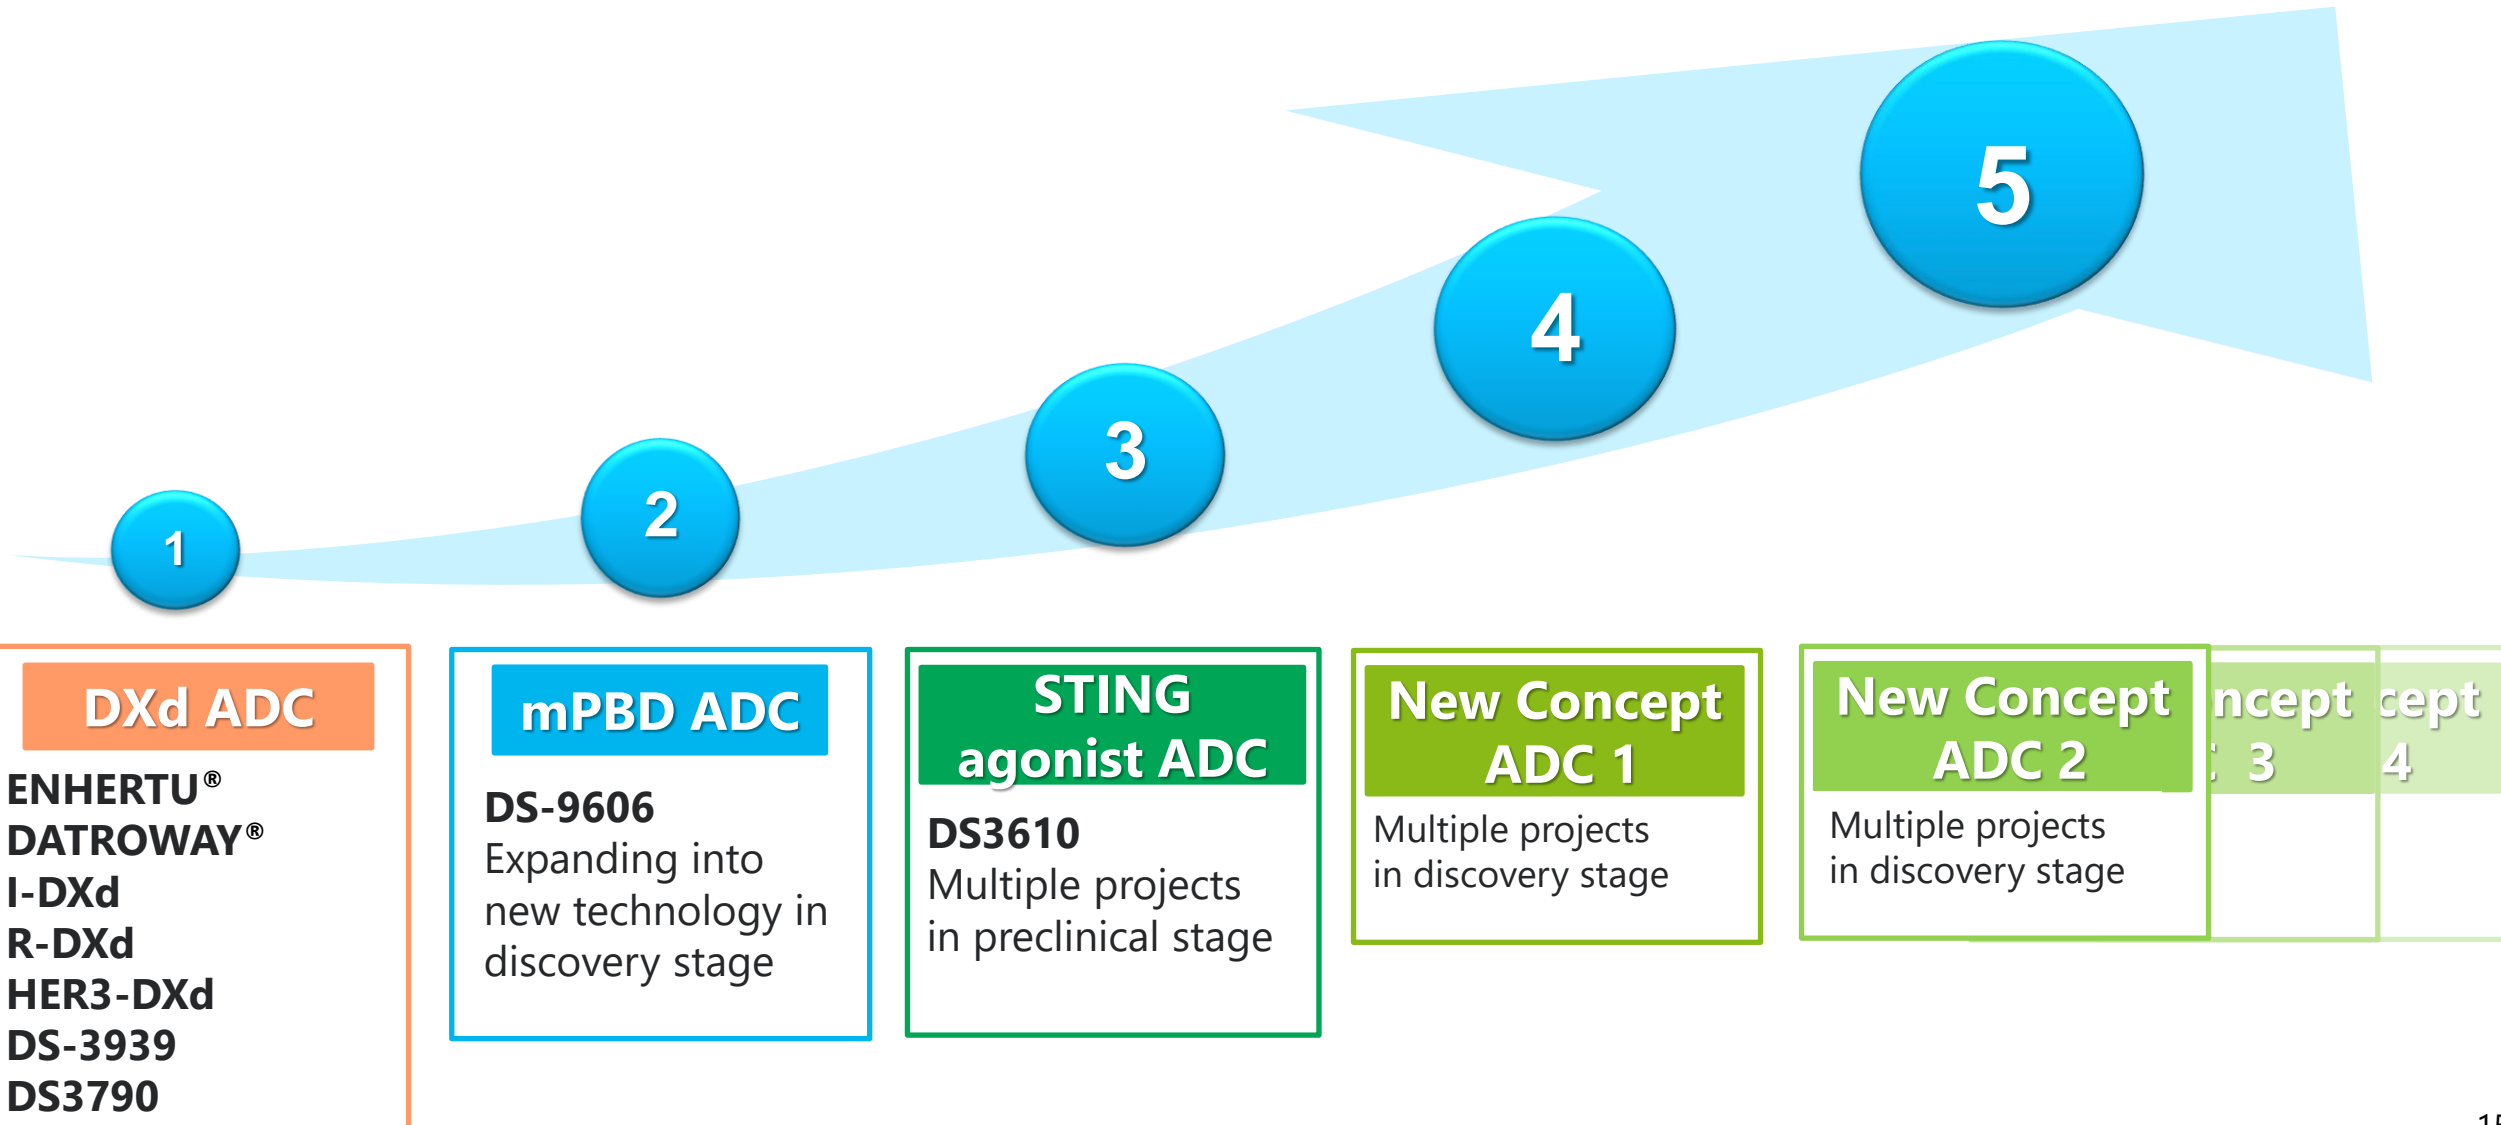 1
2
3
4
5
DXd ADC
ENHERTU®
DATROWAY®
I-DXd
R-DXd
HER3-DXd
DS-3939
DS3790
mPBD ADC
DS-9606
Expanding into
new technology in
discovery stage
STING
agonist ADC
DS3610
Multiple projects
in preclinical stage
New Concept
ADC 1
Multiple projects
in discovery stage
New Concept
ADC 2
Multiple projects
in discovery stage
ncept
3
cept
4